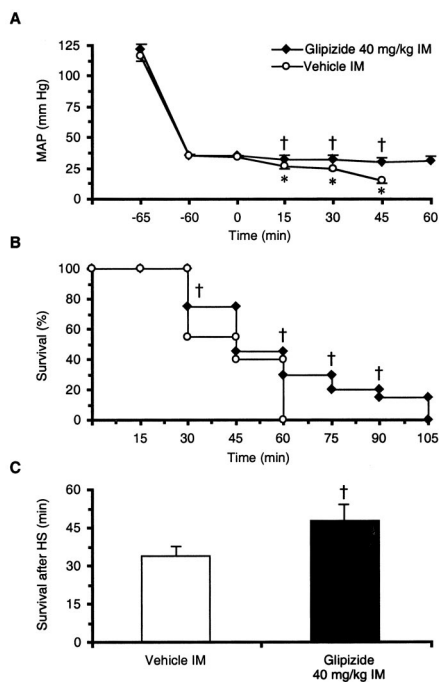 A
125
100
75
50
25
0
MAP (mm Hg)
Glipizide 40 mg/kg IM
Vehicle IM
† † †
* * *
-65 -60 0 15 30 45 60
Time (min)
B
100
80
60
40
20
0
Survival (%)
† † † †
15 30 45 60 75 90 105
Time (min)
C
60
45
30
15
0
Survival after HS (min)
†
Vehicle IM
Glipizide
40 mg/kg IM